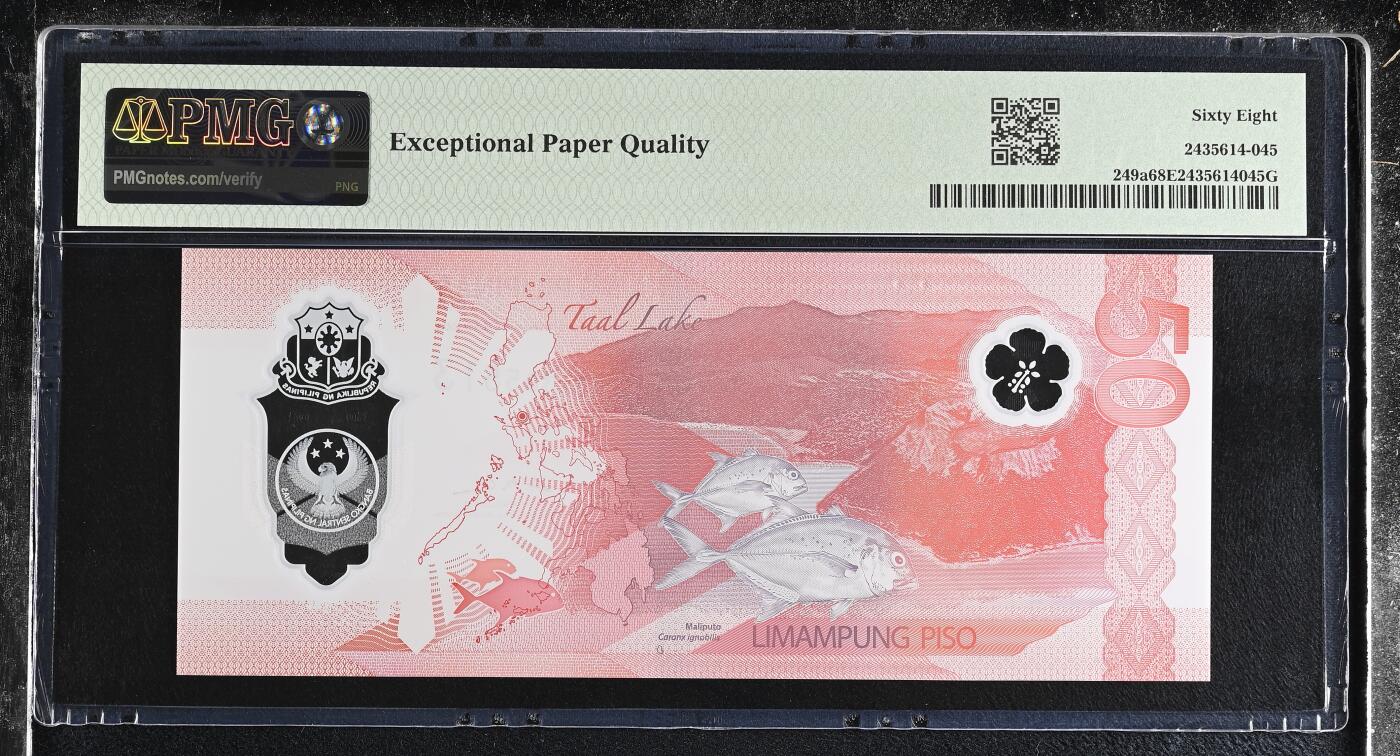 PMG
PMGnotes.com/verify
PNG
Exceptional Paper Quality
Sixty Eight
2435614-045
249a68E2435614045G
Taal Lake
50
REPUBLIKA NG PILIPINAS
BANGKO SENTRAL NG PILIPINAS
Maliputo
Caranx ignobilis
LIMAMPUNG PISO